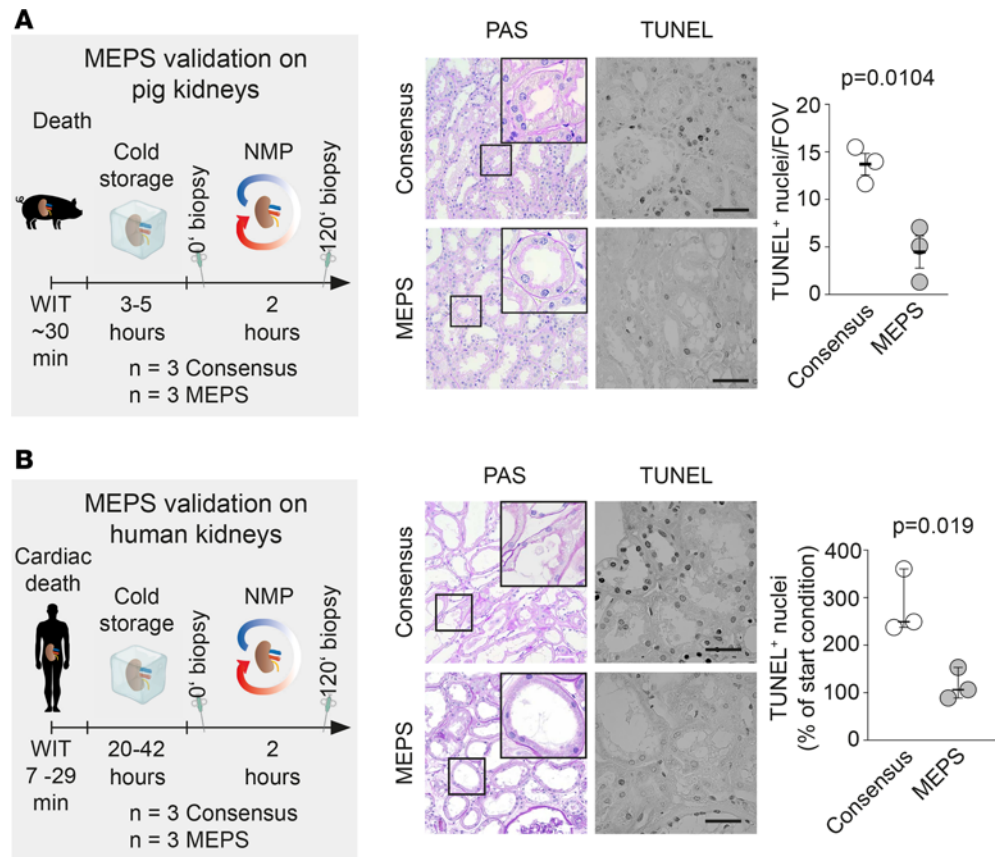 A
MEPS validation on
pig kidneys
Death
Cold
storage
NMP
0' biopsy
120' biopsy
WIT
~30
min
3-5
hours
2
hours
n = 3 Consensus
n = 3 MEPS
PAS
TUNEL
Consensus
MEPS
p=0.0104
TUNEL+ nuclei/FOV
20
15
10
5
0
Consensus
MEPS
B
MEPS validation on
human kidneys
Cardiac
death
Cold
storage
NMP
0' biopsy
120' biopsy
WIT
7 -29
min
20-42
hours
2
hours
n = 3 Consensus
n = 3 MEPS
PAS
TUNEL
Consensus
MEPS
p=0.019
TUNEL+ nuclei
(% of start condition)
400
300
200
100
0
Consensus
MEPS